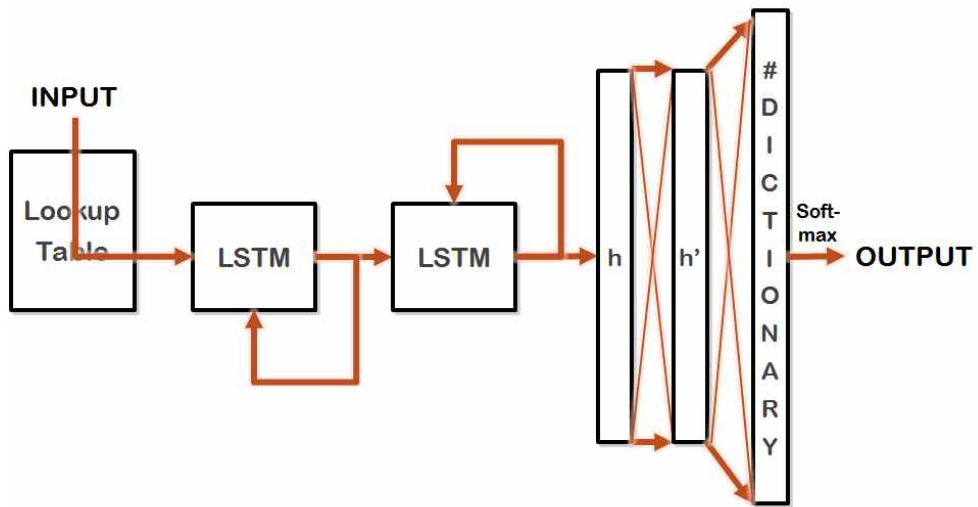 INPUT
Lookup
Table
LSTM
LSTM
h
h'
#
D
I
C
T
I
O
N
A
R
Y
Soft-
max
OUTPUT